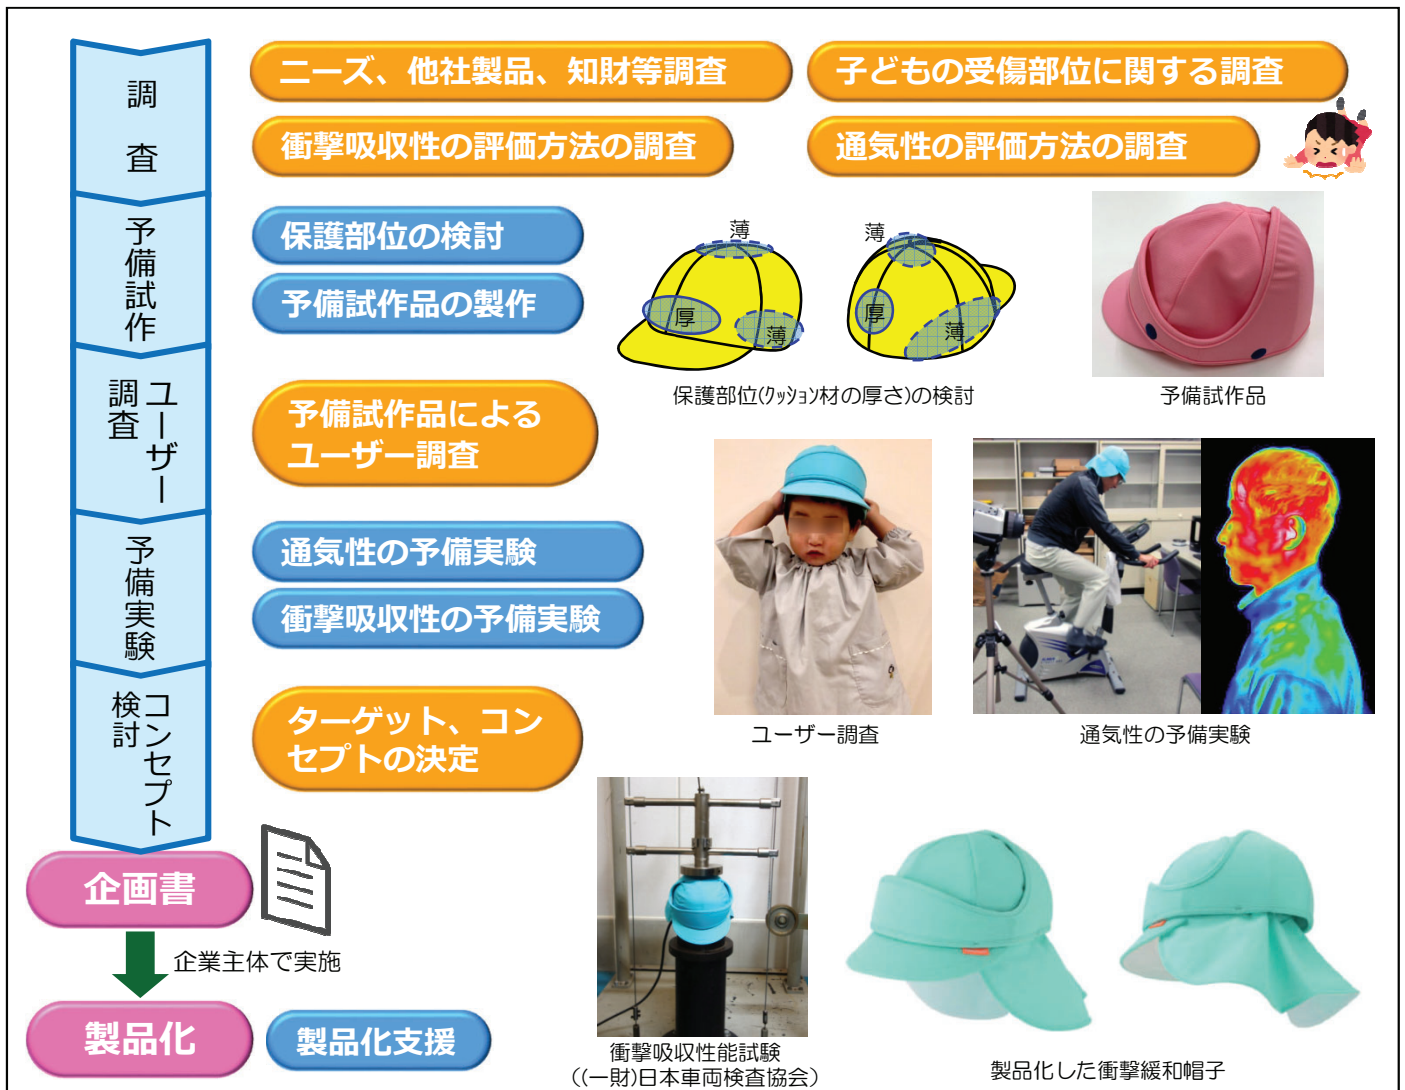 調査
ニーズ、他社製品、知財等調査
子どもの受傷部位に関する調査
衝撃吸収性の評価方法の調査
通気性の評価方法の調査
予備試作
保護部位の検討
予備試作品の製作
薄
厚
薄
薄
厚
薄
保護部位(クッション材の厚さ)の検討
予備試作品
ユーザー
調査
予備試作品による
ユーザー調査
ユーザー調査
予備実験
通気性の予備実験
衝撃吸収性の予備実験
通気性の予備実験
コンセプト
検討
ターゲット、コン
セプトの決定
企画書
企業主体で実施
製品化
製品化支援
衝撃吸収性能試験
((一財)日本車両検査協会)
製品化した衝撃緩和帽子